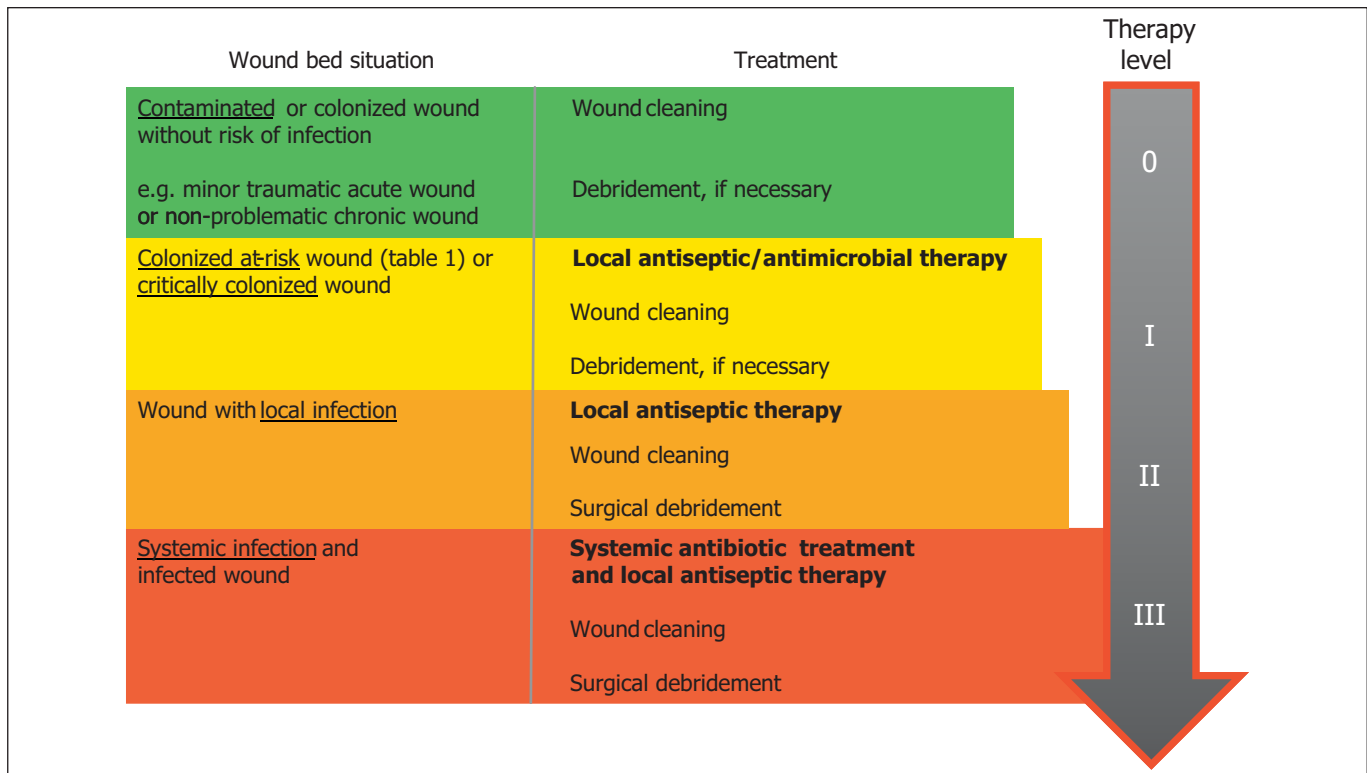 Wound bed situation
Treatment
Therapy
level
Contaminated or colonized wound
without risk of infection
e.g. minor traumatic acute wound
or non-problematic chronic wound
Wound cleaning
Debridement, if necessary
0
Colonized at-risk wound (table 1) or
critically colonized wound
Local antiseptic/antimicrobial therapy
Wound cleaning
Debridement, if necessary
I
Wound with local infection
Local antiseptic therapy
Wound cleaning
Surgical debridement
II
Systemic infection and
infected wound
Systemic antibiotic treatment
and local antiseptic therapy
Wound cleaning
Surgical debridement
III